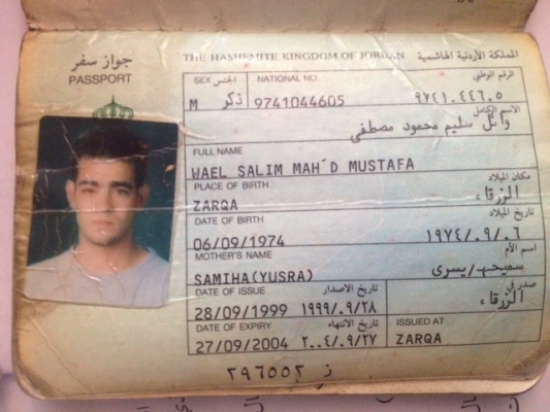 جواز سفر
PASSPORT
THE HASHEMITE KINGDOM OF JORDAN المملكة الأردنية الهاشمية
SEX الجنس NATIONAL NO. الرقم الوطني
M ذكر 9741044605 ٩٧٤١٠٤٤٦٠٥
الاسم الكامل
وائل سليم محمود مصطفى
FULL NAME
WAEL SALIM MAH'D MUSTAFA
PLACE OF BIRTH مكان الميلاد
ZARQA الزرقاء
DATE OF BIRTH تاريخ الميلاد
06/09/1974 ١٩٧٤/٠٩/٠٦
MOTHER'S NAME اسم الأم
SAMIHA(YUSRA) سميحه/يسرى
DATE OF ISSUE تاريخ الاصدار صدر في
28/09/1999 ١٩٩٩/٠٩/٢٨ الزرقاء
DATE OF EXPIRY تاريخ الانتهاء ISSUED AT
27/09/2004 ٢٠٠٤/٠٩/٢٧ ZARQA
ز ٢٩٦٥٥٢